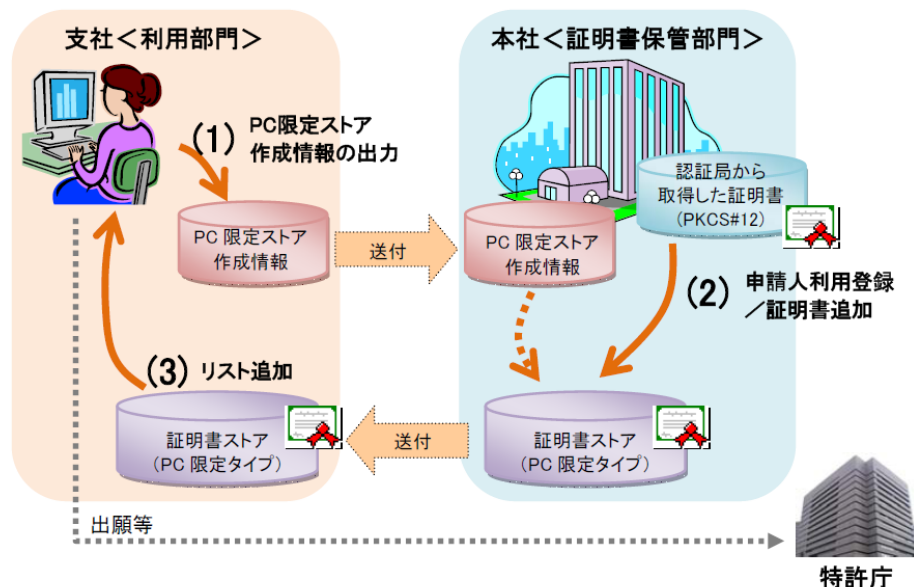 支社＜利用部門＞
本社＜証明書保管部門＞
(1) PC限定ストア
作成情報の出力
認証局から
取得した証明書
(PKCS#12)
PC 限定ストア
作成情報
送付
PC 限定ストア
作成情報
(2) 申請人利用登録
／証明書追加
(3) リスト追加
証明書ストア
(PC 限定タイプ)
送付
証明書ストア
(PC 限定タイプ)
出願等
特許庁